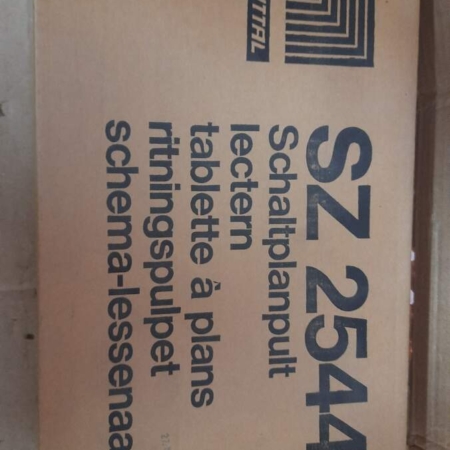 SZ 2544
Schaltplanpult
lectern
tablette à plans
ritningspulpet
schema-lessenaa